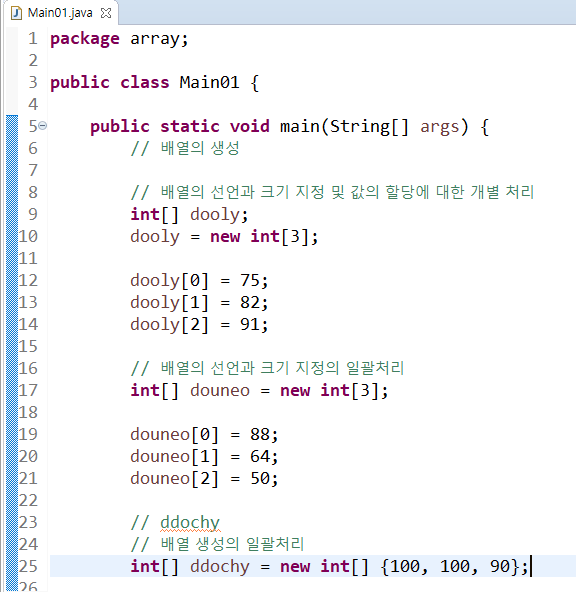 Main01.java
1 package array;
2
3 public class Main01 {
4
5 public static void main(String[] args) {
6 // 배열의 생성
7
8 // 배열의 선언과 크기 지정 및 값의 할당에 대한 개별 처리
9 int[] dooly;
10 dooly = new int[3];
11
12 dooly[0] = 75;
13 dooly[1] = 82;
14 dooly[2] = 91;
15
16 // 배열의 선언과 크기 지정의 일괄처리
17 int[] douneo = new int[3];
18
19 douneo[0] = 88;
20 douneo[1] = 64;
21 douneo[2] = 50;
22
23 // ddochy
24 // 배열 생성의 일괄처리
25 int[] ddochy = new int[] {100, 100, 90};
26